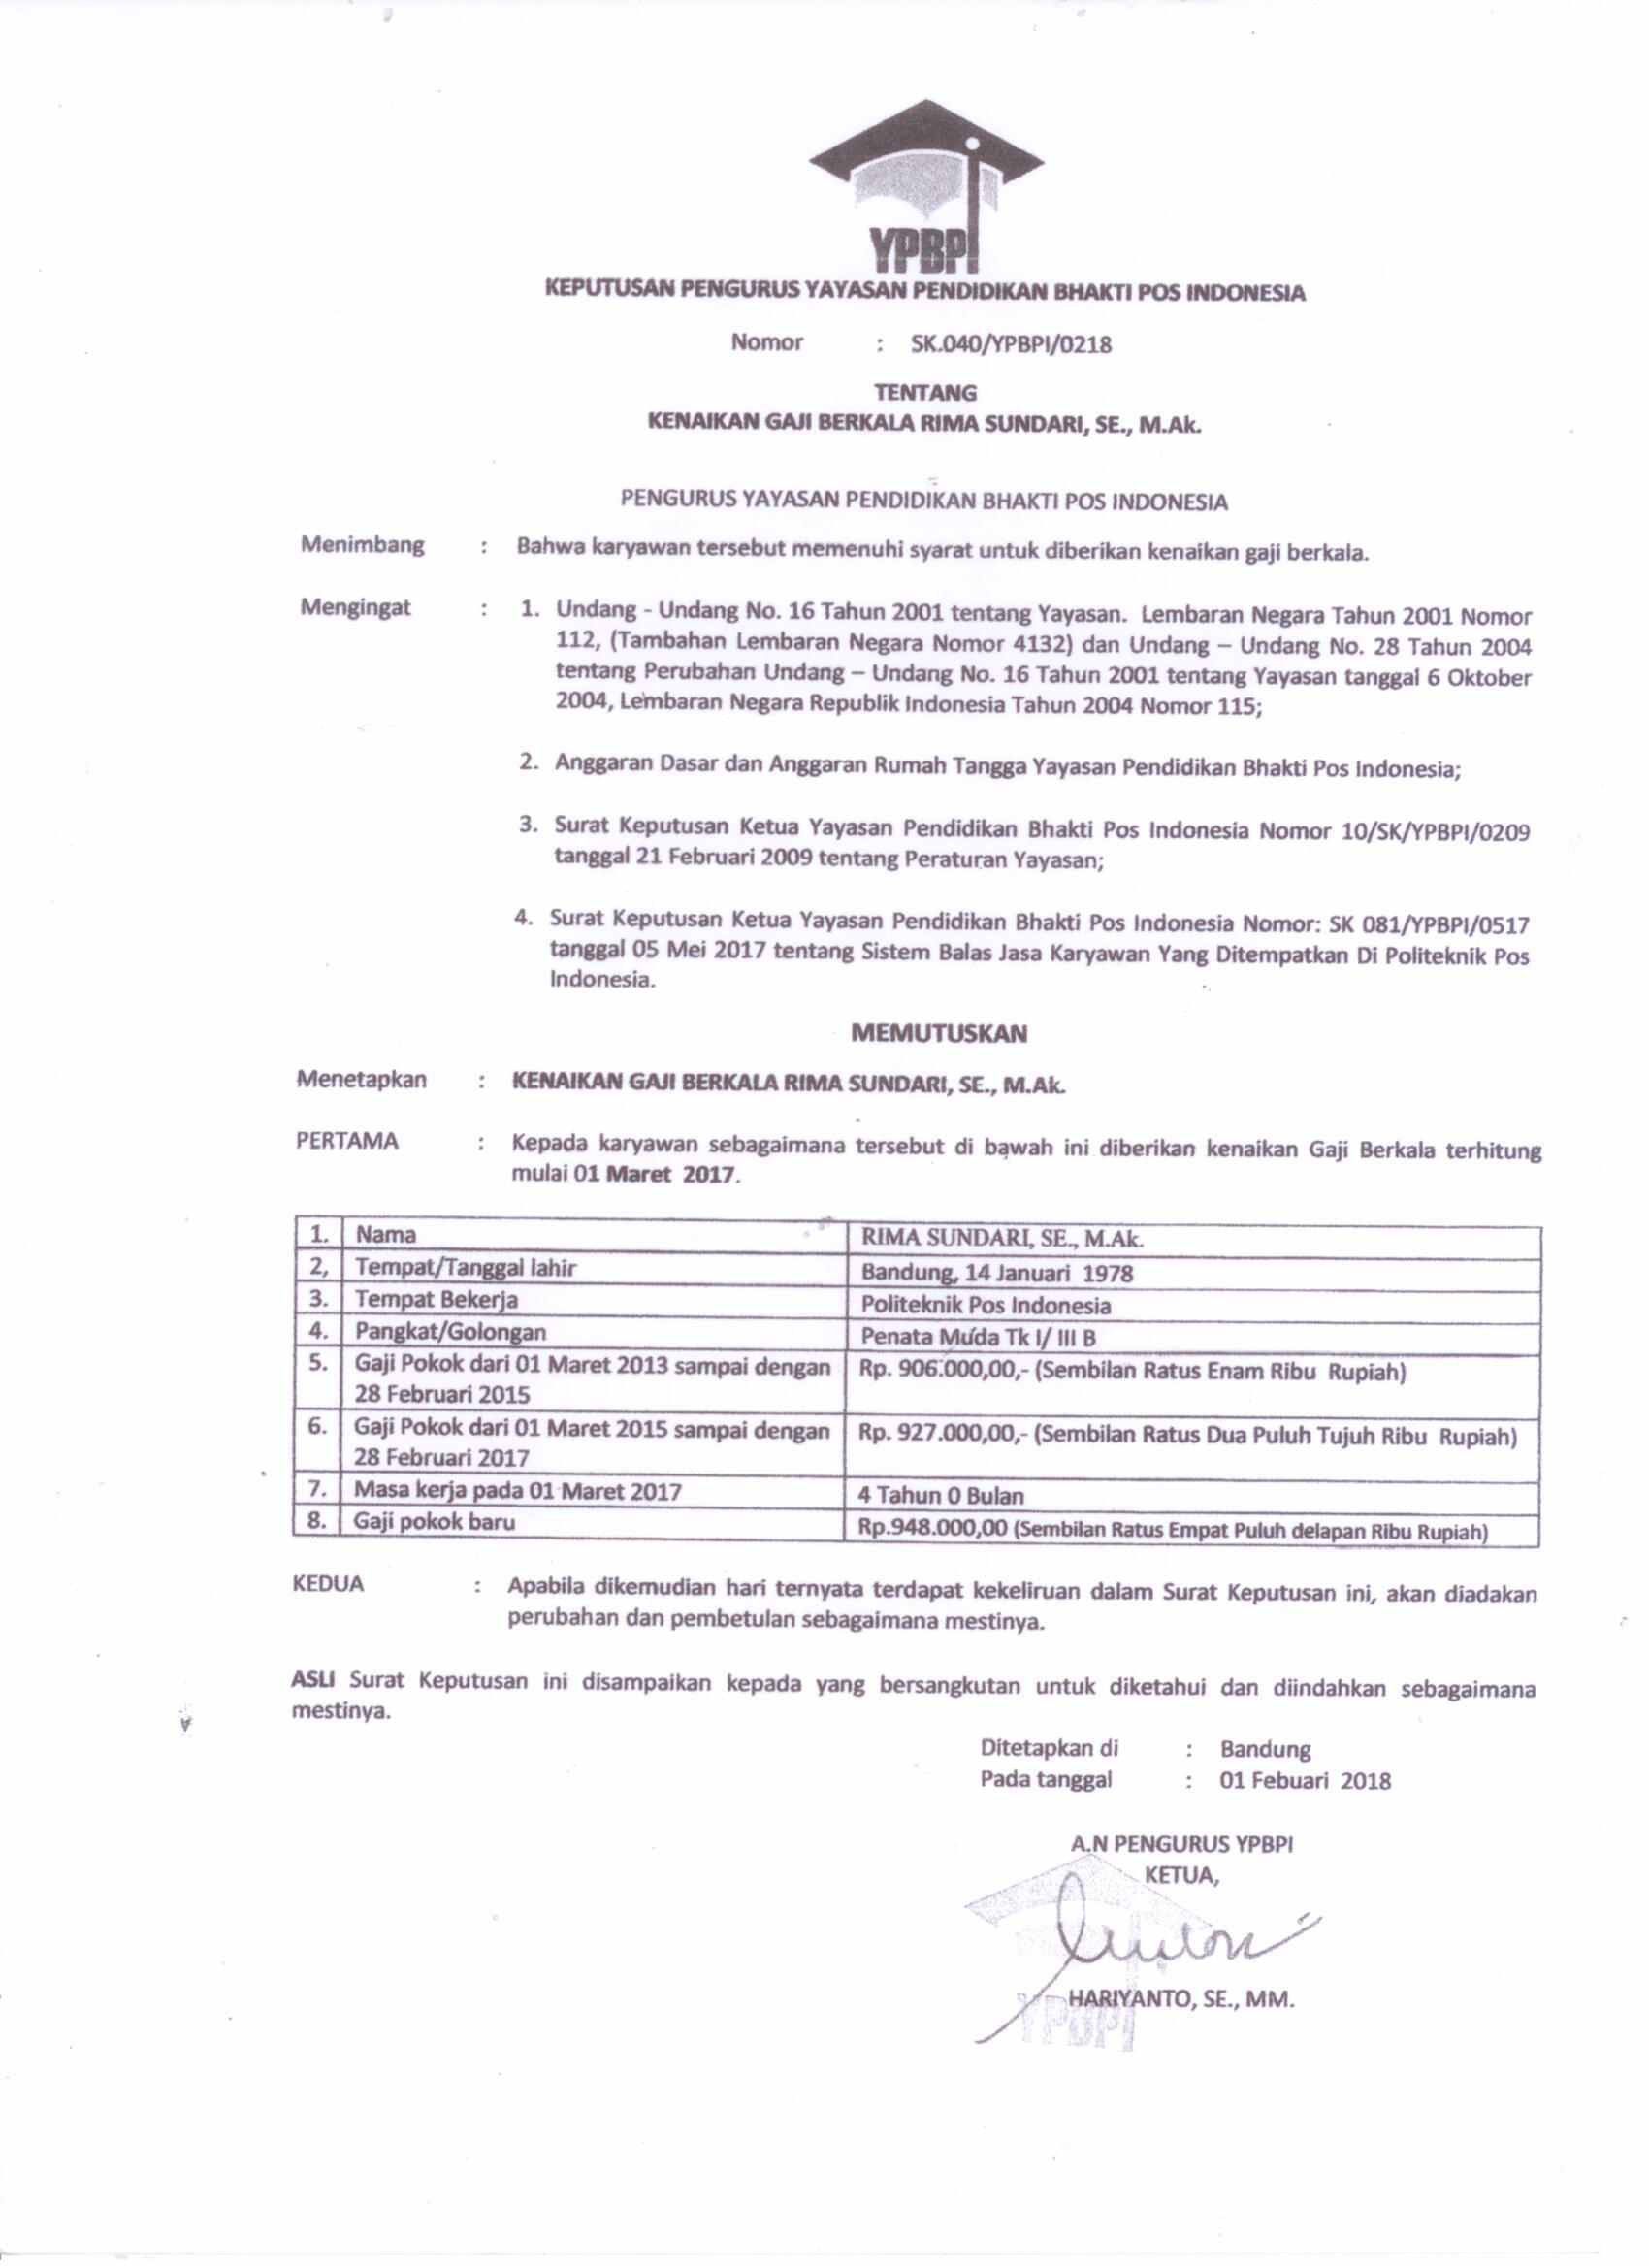 YPBPI
KEPUTUSAN PENGURUS YAYASAN PENDIDIKAN BHAKTI POS INDONESIA
Nomor : SK.040/YPBPI/0218
TENTANG
KENAIKAN GAJI BERKALA RIMA SUNDARI, SE., M.Ak.
PENGURUS YAYASAN PENDIDIKAN BHAKTI POS INDONESIA
Menimbang : Bahwa karyawan tersebut memenuhi syarat untuk diberikan kenaikan gaji berkala.
Mengingat : 1. Undang - Undang No. 16 Tahun 2001 tentang Yayasan. Lembaran Negara Tahun 2001 Nomor
112, (Tambahan Lembaran Negara Nomor 4132) dan Undang – Undang No. 28 Tahun 2004
tentang Perubahan Undang – Undang No. 16 Tahun 2001 tentang Yayasan tanggal 6 Oktober
2004, Lembaran Negara Republik Indonesia Tahun 2004 Nomor 115;
2. Anggaran Dasar dan Anggaran Rumah Tangga Yayasan Pendidikan Bhakti Pos Indonesia;
3. Surat Keputusan Ketua Yayasan Pendidikan Bhakti Pos Indonesia Nomor 10/SK/YPBPI/0209
tanggal 21 Februari 2009 tentang Peraturan Yayasan;
4. Surat Keputusan Ketua Yayasan Pendidikan Bhakti Pos Indonesia Nomor: SK 081/YPBPI/0517
tanggal 05 Mei 2017 tentang Sistem Balas Jasa Karyawan Yang Ditempatkan Di Politeknik Pos
Indonesia.
MEMUTUSKAN
Menetapkan : KENAIKAN GAJI BERKALA RIMA SUNDARI, SE., M.Ak.
PERTAMA : Kepada karyawan sebagaimana tersebut di bawah ini diberikan kenaikan Gaji Berkala terhitung
mulai 01 Maret 2017.
1. Nama RIMA SUNDARI, SE., M.Ak.
2, Tempat/Tanggal lahir Bandung, 14 Januari 1978
3. Tempat Bekerja Politeknik Pos Indonesia
4. Pangkat/Golongan Penata Muda Tk I/ III B
5. Gaji Pokok dari 01 Maret 2013 sampai dengan Rp. 906.000,00,- (Sembilan Ratus Enam Ribu Rupiah)
28 Februari 2015
6. Gaji Pokok dari 01 Maret 2015 sampai dengan Rp. 927.000,00,- (Sembilan Ratus Dua Puluh Tujuh Ribu Rupiah)
28 Februari 2017
7. Masa kerja pada 01 Maret 2017 4 Tahun 0 Bulan
8. Gaji pokok baru Rp.948.000,00 (Sembilan Ratus Empat Puluh delapan Ribu Rupiah)
KEDUA : Apabila dikemudian hari ternyata terdapat kekeliruan dalam Surat Keputusan ini, akan diadakan
perubahan dan pembetulan sebagaimana mestinya.
ASLI Surat Keputusan ini disampaikan kepada yang bersangkutan untuk diketahui dan diindahkan sebagaimana
mestinya.
Ditetapkan di : Bandung
Pada tanggal : 01 Febuari 2018
A.N PENGURUS YPBPI
KETUA,
HARIYANTO, SE., MM.
YPBPI